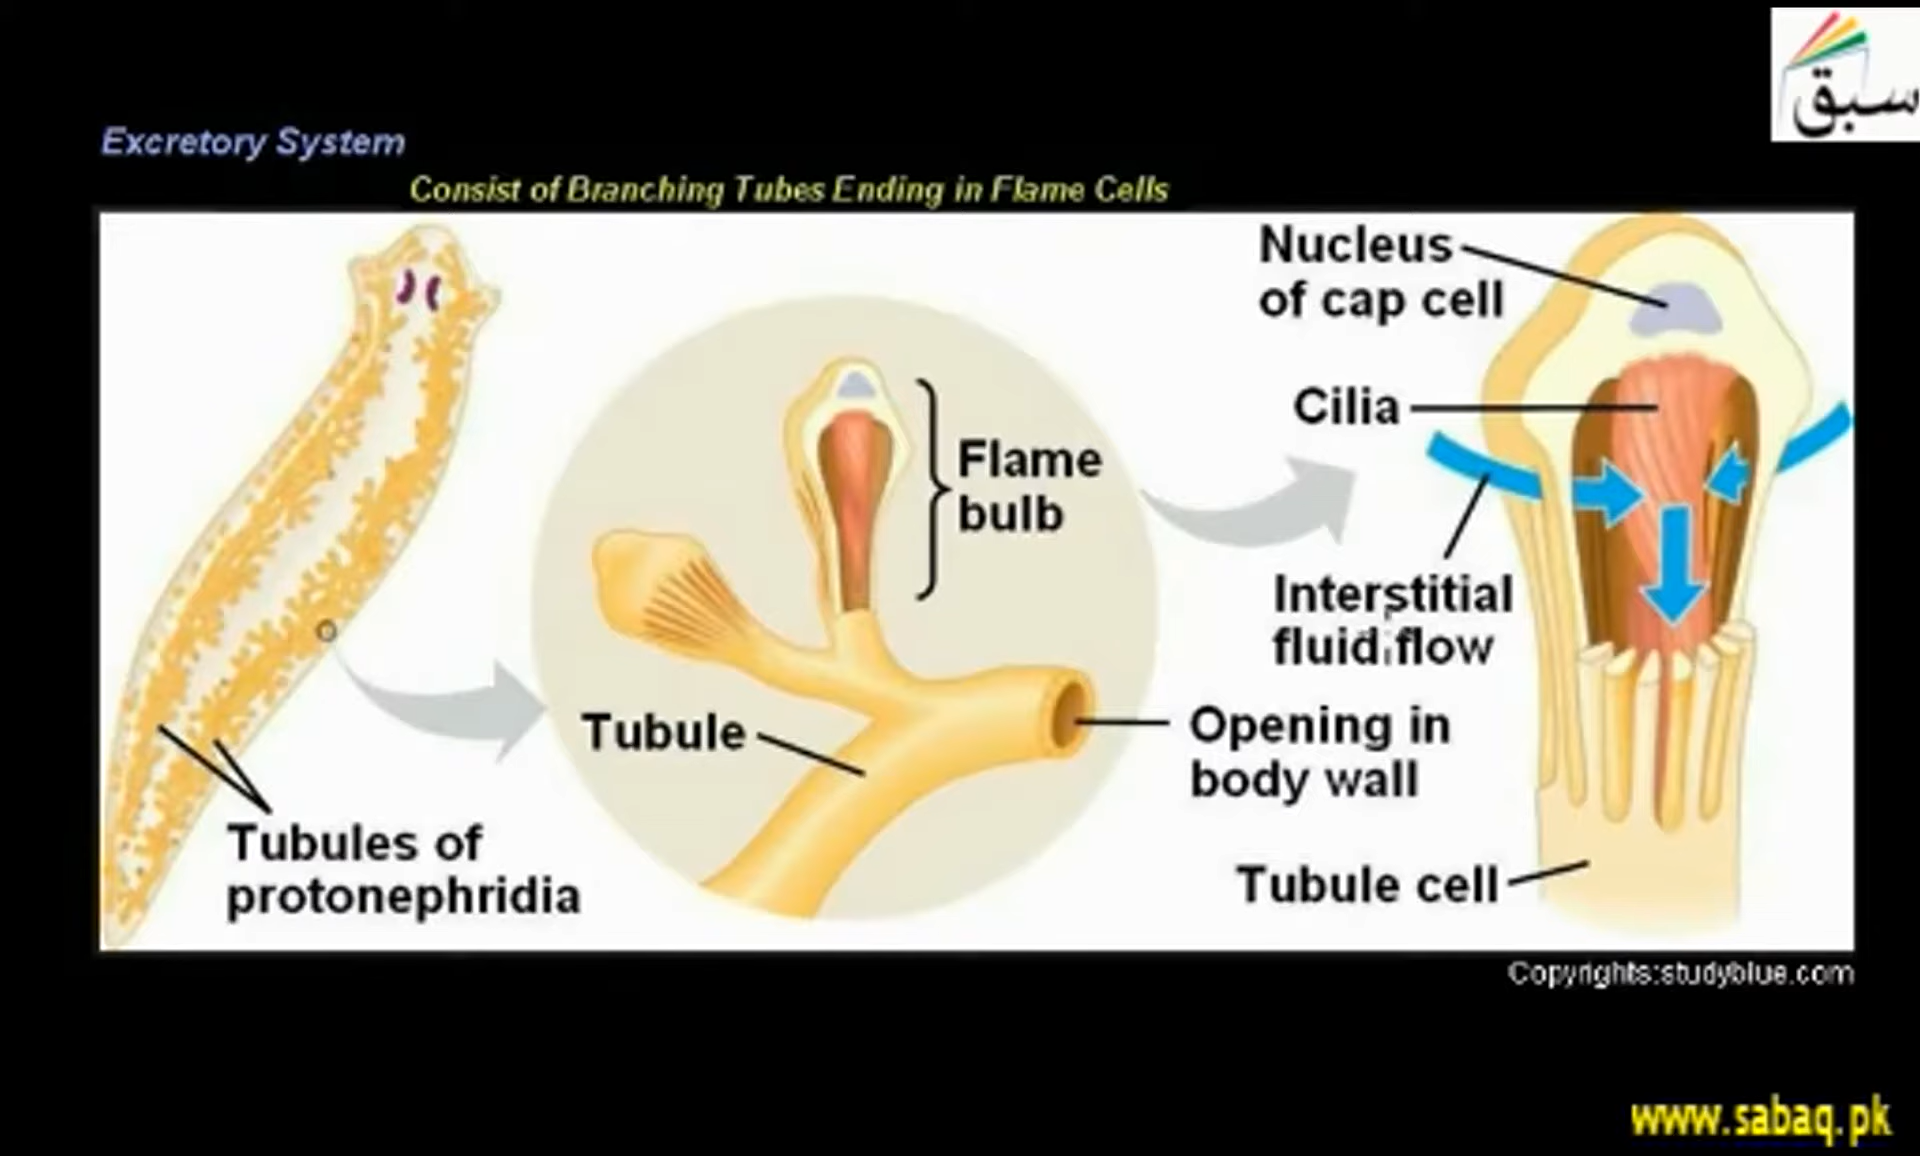 سبق
Excretory System
Consist of Branching Tubes Ending in Flame Cells
Nucleus
of cap cell
Cilia
Flame
bulb
Interstitial
fluid flow
Tubule
Opening in
body wall
Tubules of
protonephridia
Tubule cell
Copyrights:studyblue.com
www.sabaq.pk